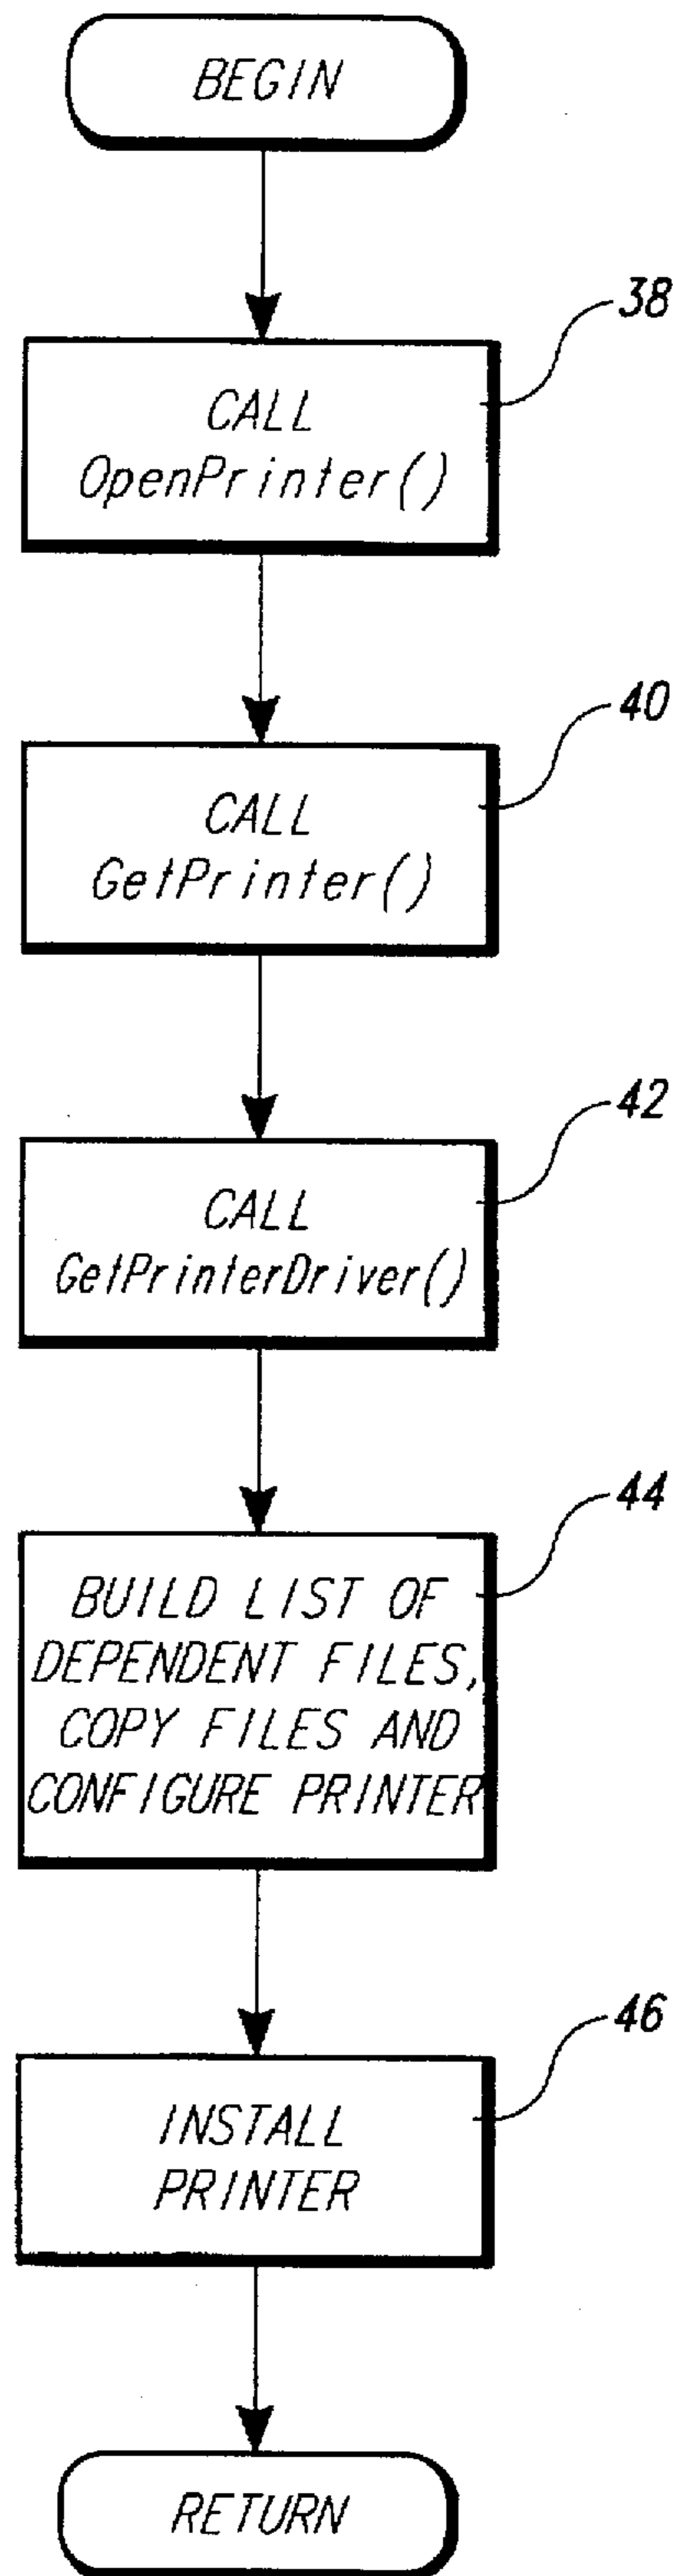 BEGIN
38
CALL
OpenPrinter()
40
CALL
GetPrinter()
42
CALL
GetPrinterDriver()
44
BUILD LIST OF
DEPENDENT FILES,
COPY FILES AND
CONFIGURE PRINTER
46
INSTALL
PRINTER
RETURN